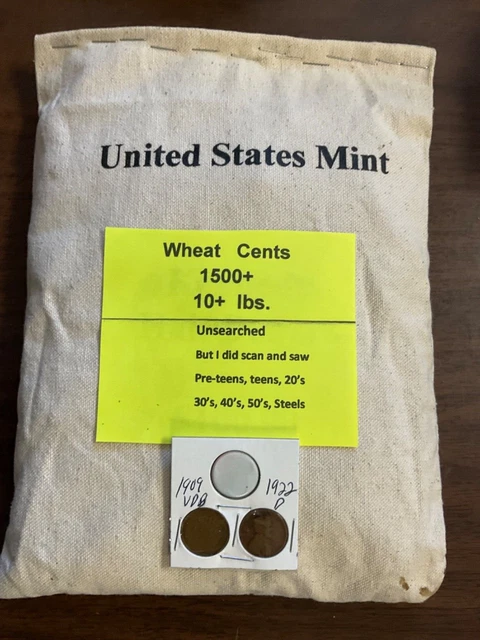 United States Mint
Wheat Cents
1500+
10+ lbs.
Unsearched
But I did scan and saw
Pre-teens, teens, 20's
30's, 40's, 50's, Steels
1909
VDB
1922
D